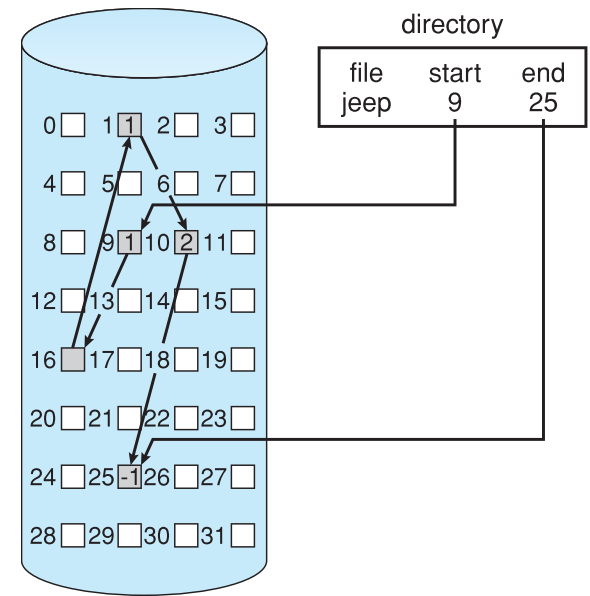 directory
file start end
jeep 9 25
0 1 1 2 3
4 5 6 7
8 9 1 10 2 11
12 13 14 15
16 17 18 19
20 21 22 23
24 25 -1 26 27
28 29 30 31